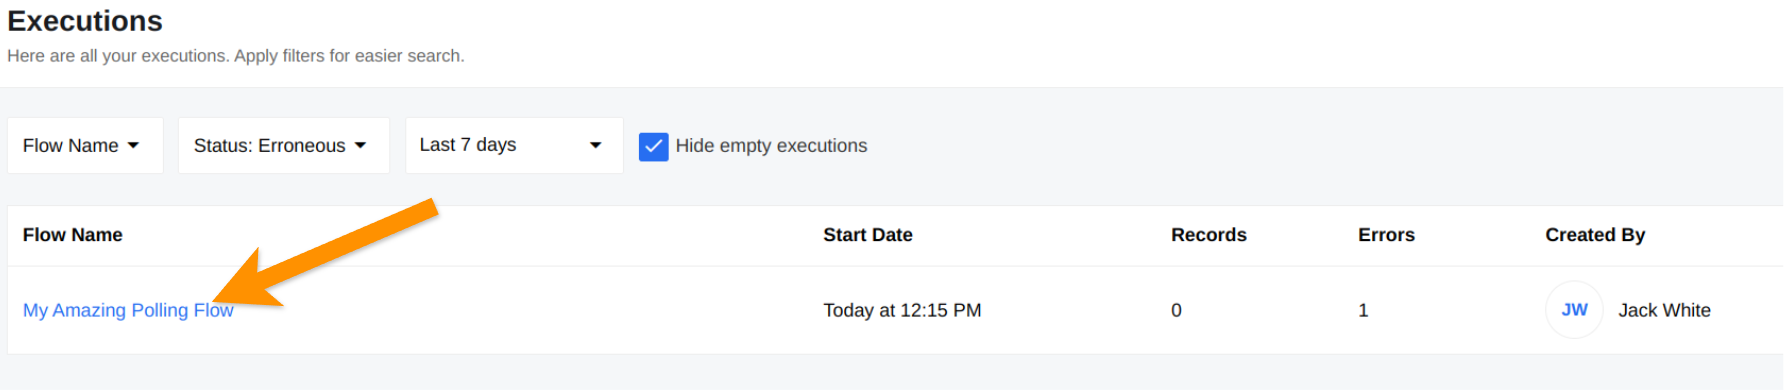 Executions
Here are all your executions. Apply filters for easier search.
Flow Name Status: Erroneous Last 7 days Hide empty executions
Flow Name Start Date Records Errors Created By
My Amazing Polling Flow Today at 12:15 PM 0 1 JW Jack White